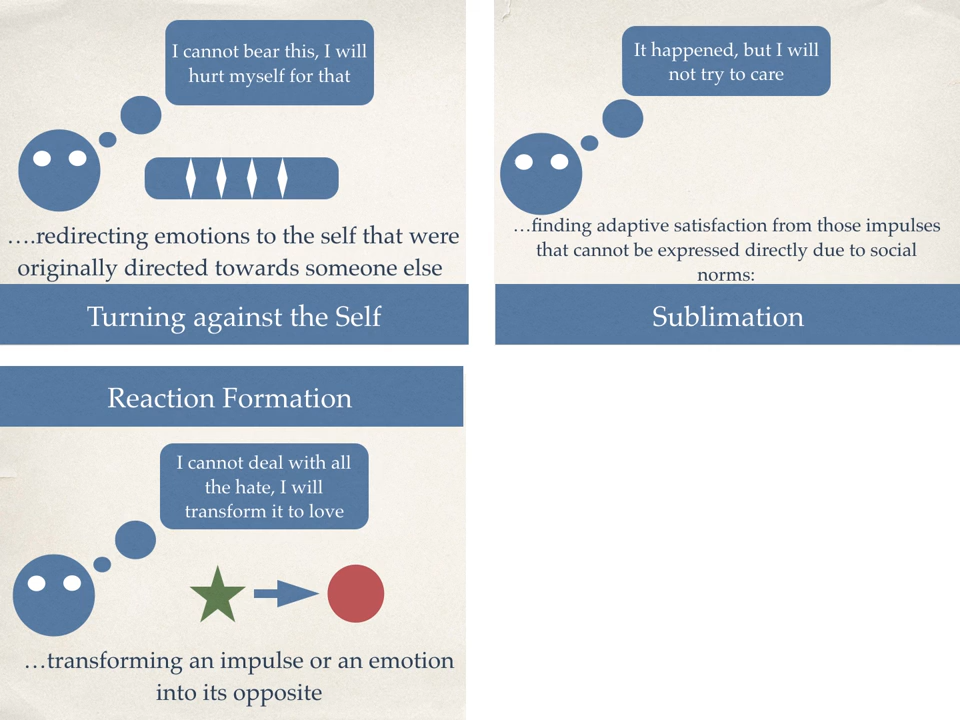 I cannot bear this, I will
hurt myself for that
….redirecting emotions to the self that were
originally directed towards someone else
Turning against the Self
It happened, but I will
not try to care
…finding adaptive satisfaction from those impulses
that cannot be expressed directly due to social
norms:
Sublimation
Reaction Formation
I cannot deal with all
the hate, I will
transform it to love
…transforming an impulse or an emotion
into its opposite